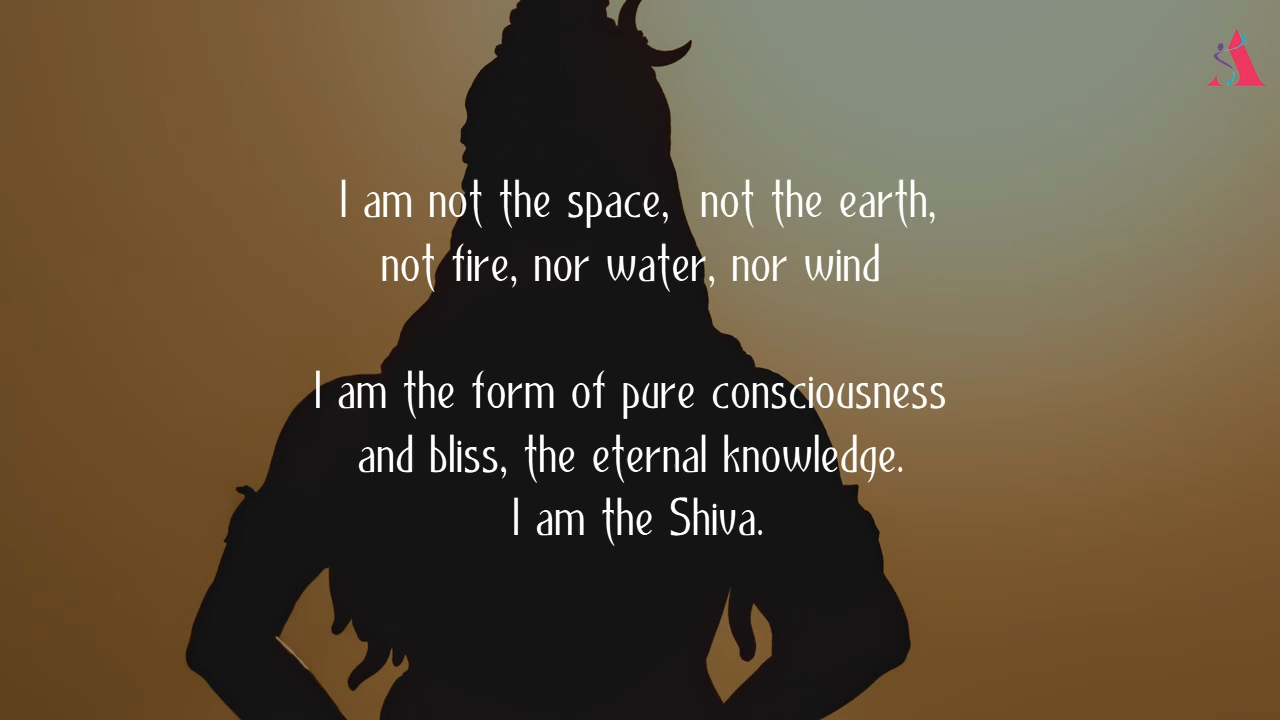 I am not the space,  not the earth,
not fire, nor water, nor wind
I am the form of pure consciousness
and bliss, the eternal knowledge.
I am the Shiva.